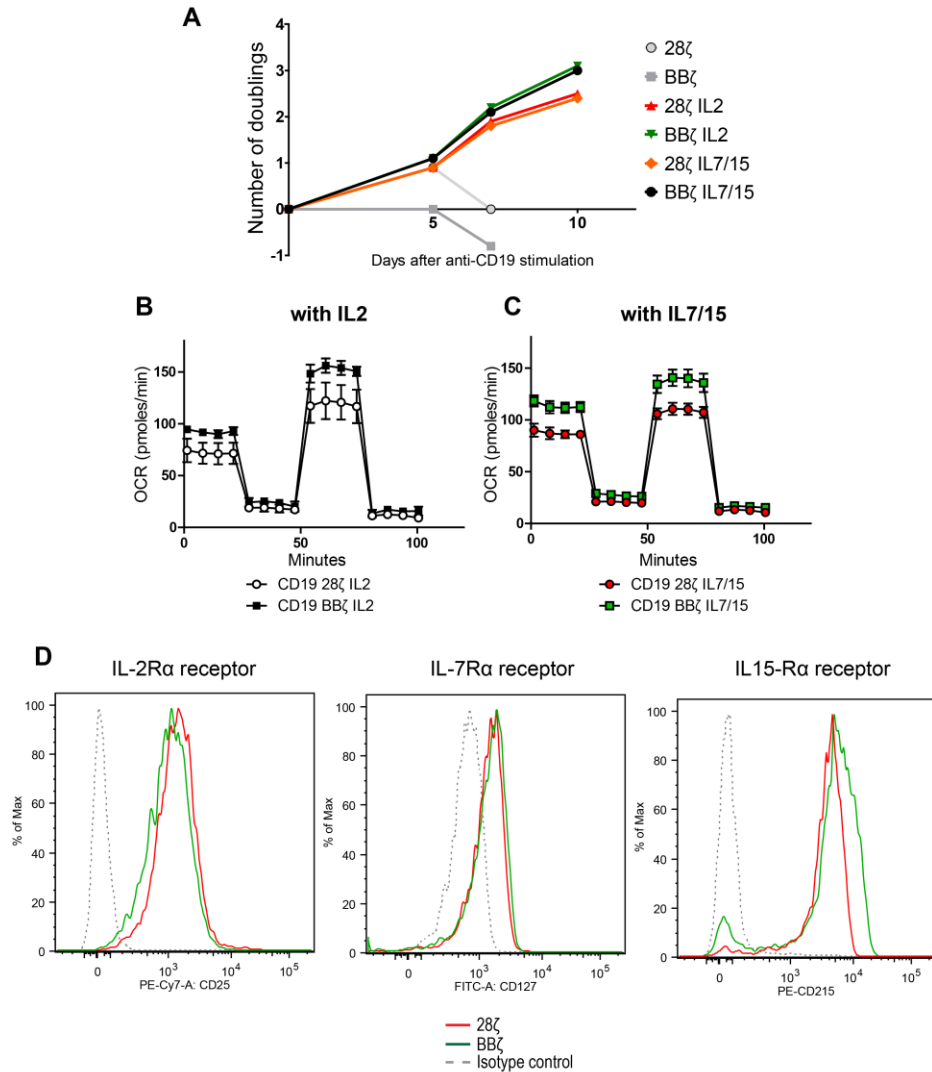 A
Number of doublings
4
3
2
1
0
-1
5
10
Days after anti-CD19 stimulation
28ζ
BBζ
28ζ IL2
BBζ IL2
28ζ IL7/15
BBζ IL7/15
B
with IL2
OCR (pmoles/min)
150
100
50
0
0
50
100
Minutes
CD19 28ζ IL2
CD19 BBζ IL2
C
with IL7/15
OCR (pmoles/min)
150
100
50
0
0
50
100
Minutes
CD19 28ζ IL7/15
CD19 BBζ IL7/15
D
IL-2Rα receptor
% of Max
100
80
60
40
20
0
0
10³
10⁴
10⁵
PE-Cy7-A: CD25
IL-7Rα receptor
% of Max
100
80
60
40
20
0
0
10³
10⁴
10⁵
FITC-A: CD127
IL15-Rα receptor
% of Max
100
80
60
40
20
0
0
10³
10⁴
10⁵
PE-CD215
28ζ
BBζ
Isotype control